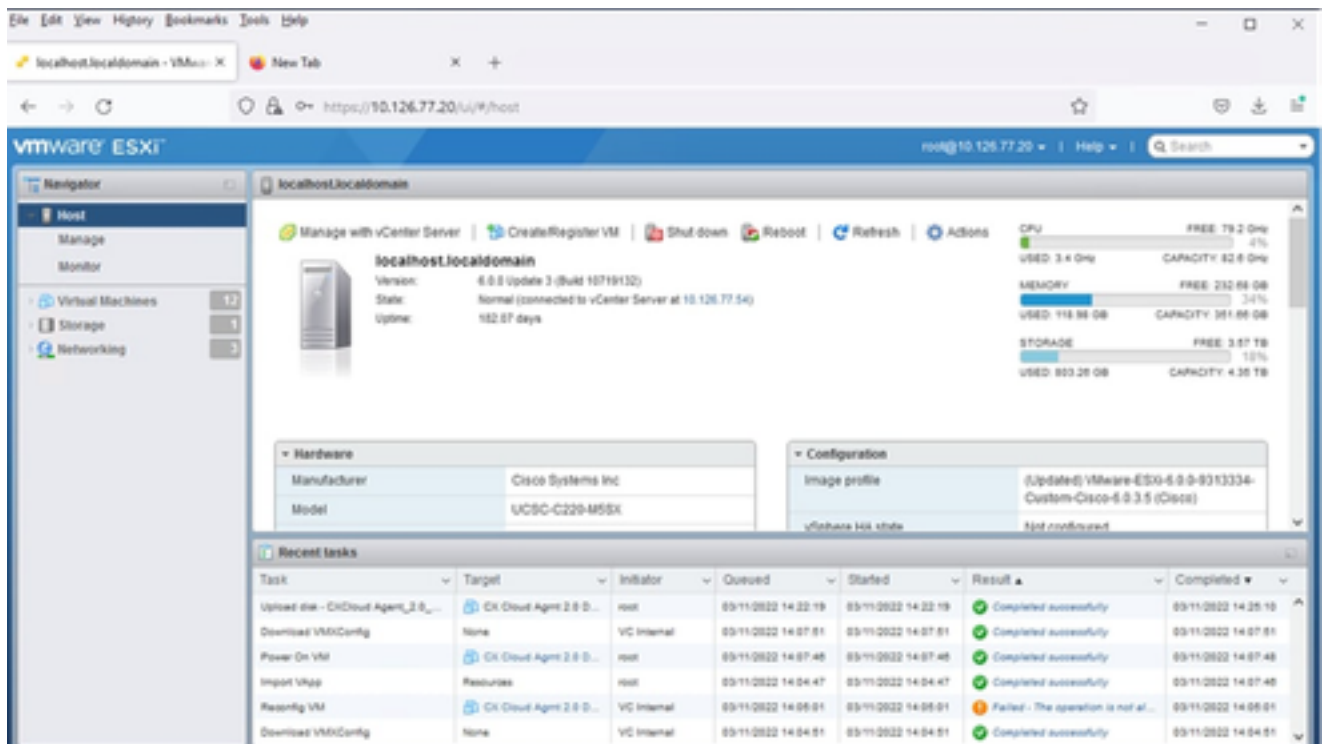 File Edit View History Bookmarks Tools Help
localhost.localdomain - VMwar
New Tab
https://10.126.77.20/ui/#/host
vmware ESXi
root@10.126.77.20 | Help | Search
Navigator
localhost.localdomain
Host
Manage
Monitor
Virtual Machines 12
Storage 1
Networking 3
Manage with vCenter Server | Create/Register VM | Shut down Reboot | Refresh | Actions
localhost.localdomain
Version: 6.0.0 Update 3 (Build 10719132)
State: Normal (connected to vCenter Server at 10.126.77.54)
Uptime: 182.07 days
CPU FREE: 79.2 GHz
4%
USED: 3.4 GHz CAPACITY: 82.6 GHz
MEMORY FREE: 232.68 GB
34%
USED: 118.98 GB CAPACITY: 351.66 GB
STORAGE FREE: 3.57 TB
18%
USED: 803.26 GB CAPACITY: 4.35 TB
Hardware
Manufacturer Cisco Systems Inc
Model UCSC-C220-M5SX
Configuration
Image profile (Updated) VMware-ESXi-6.0.0-9313334-
Custom-Cisco-6.0.3.5 (Cisco)
vSphere HA state Not configured
Recent tasks
Task Target Initiator Queued Started Result Completed
Upload disk - CXCloud Agent_2.0_... CX Cloud Agent 2.0 D... root 03/11/2022 14:22:19 03/11/2022 14:22:19 Completed successfully 03/11/2022 14:25:10
Download VMXConfig None VC Internal 03/11/2022 14:07:51 03/11/2022 14:07:51 Completed successfully 03/11/2022 14:07:51
Power On VM CX Cloud Agent 2.0 D... root 03/11/2022 14:07:46 03/11/2022 14:07:46 Completed successfully 03/11/2022 14:07:48
Import VApp Resources root 03/11/2022 14:04:47 03/11/2022 14:04:47 Completed successfully 03/11/2022 14:07:46
Reconfig VM CX Cloud Agent 2.0 D... VC Internal 03/11/2022 14:05:01 03/11/2022 14:05:01 Failed - The operation is not al... 03/11/2022 14:05:01
Download VMXConfig None VC Internal 03/11/2022 14:04:51 03/11/2022 14:04:51 Completed successfully 03/11/2022 14:04:51